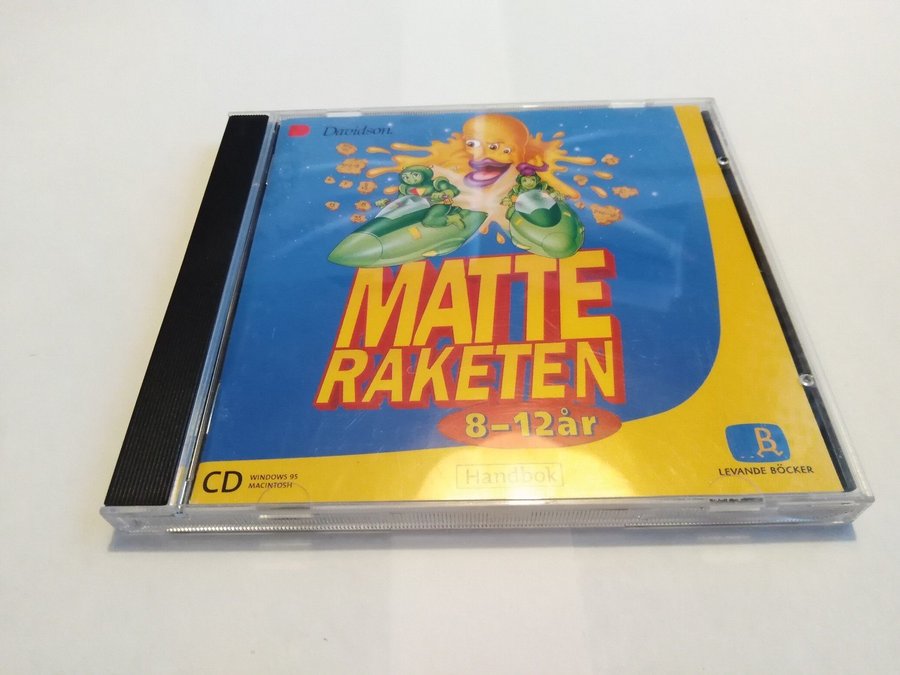 Davidson.
MATTE
RAKETEN
8–12år
CD
WINDOWS 95
MACINTOSH
Handbok
B
LEVANDE BÖCKER